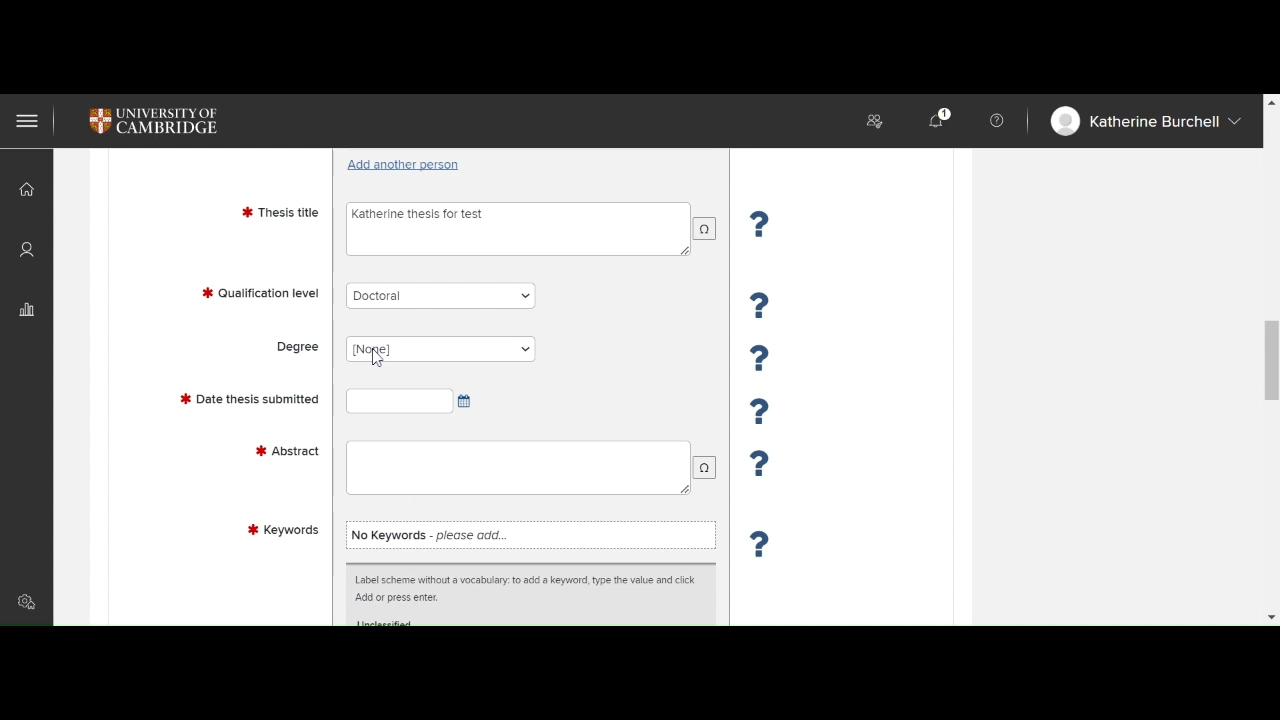 UNIVERSITY OF
CAMBRIDGE
1
Katherine Burchell
Add another person
✱ Thesis title
Katherine thesis for test
Ω
?
✱ Qualification level
Doctoral
?
Degree
[None]
?
✱ Date thesis submitted
?
✱ Abstract
Ω
?
✱ Keywords
No Keywords - please add...
?
Label scheme without a vocabulary: to add a keyword, type the value and click
Add or press enter.
Unclassified